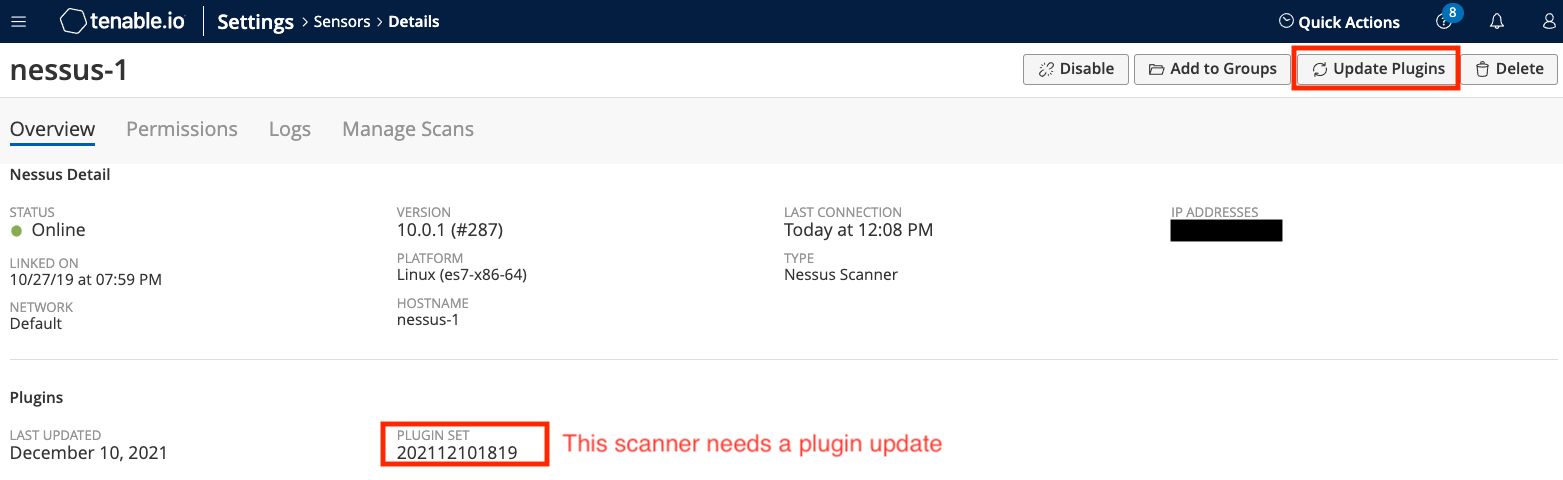 tenable.io Settings > Sensors > Details Quick Actions 8
nessus-1 Disable Add to Groups Update Plugins Delete
Overview Permissions Logs Manage Scans
Nessus Detail
STATUS VERSION LAST CONNECTION IP ADDRESSES
Online 10.0.1 (#287) Today at 12:08 PM
LINKED ON PLATFORM TYPE
10/27/19 at 07:59 PM Linux (es7-x86-64) Nessus Scanner
NETWORK HOSTNAME
Default nessus-1
Plugins
LAST UPDATED PLUGIN SET
December 10, 2021 202112101819 This scanner needs a plugin update